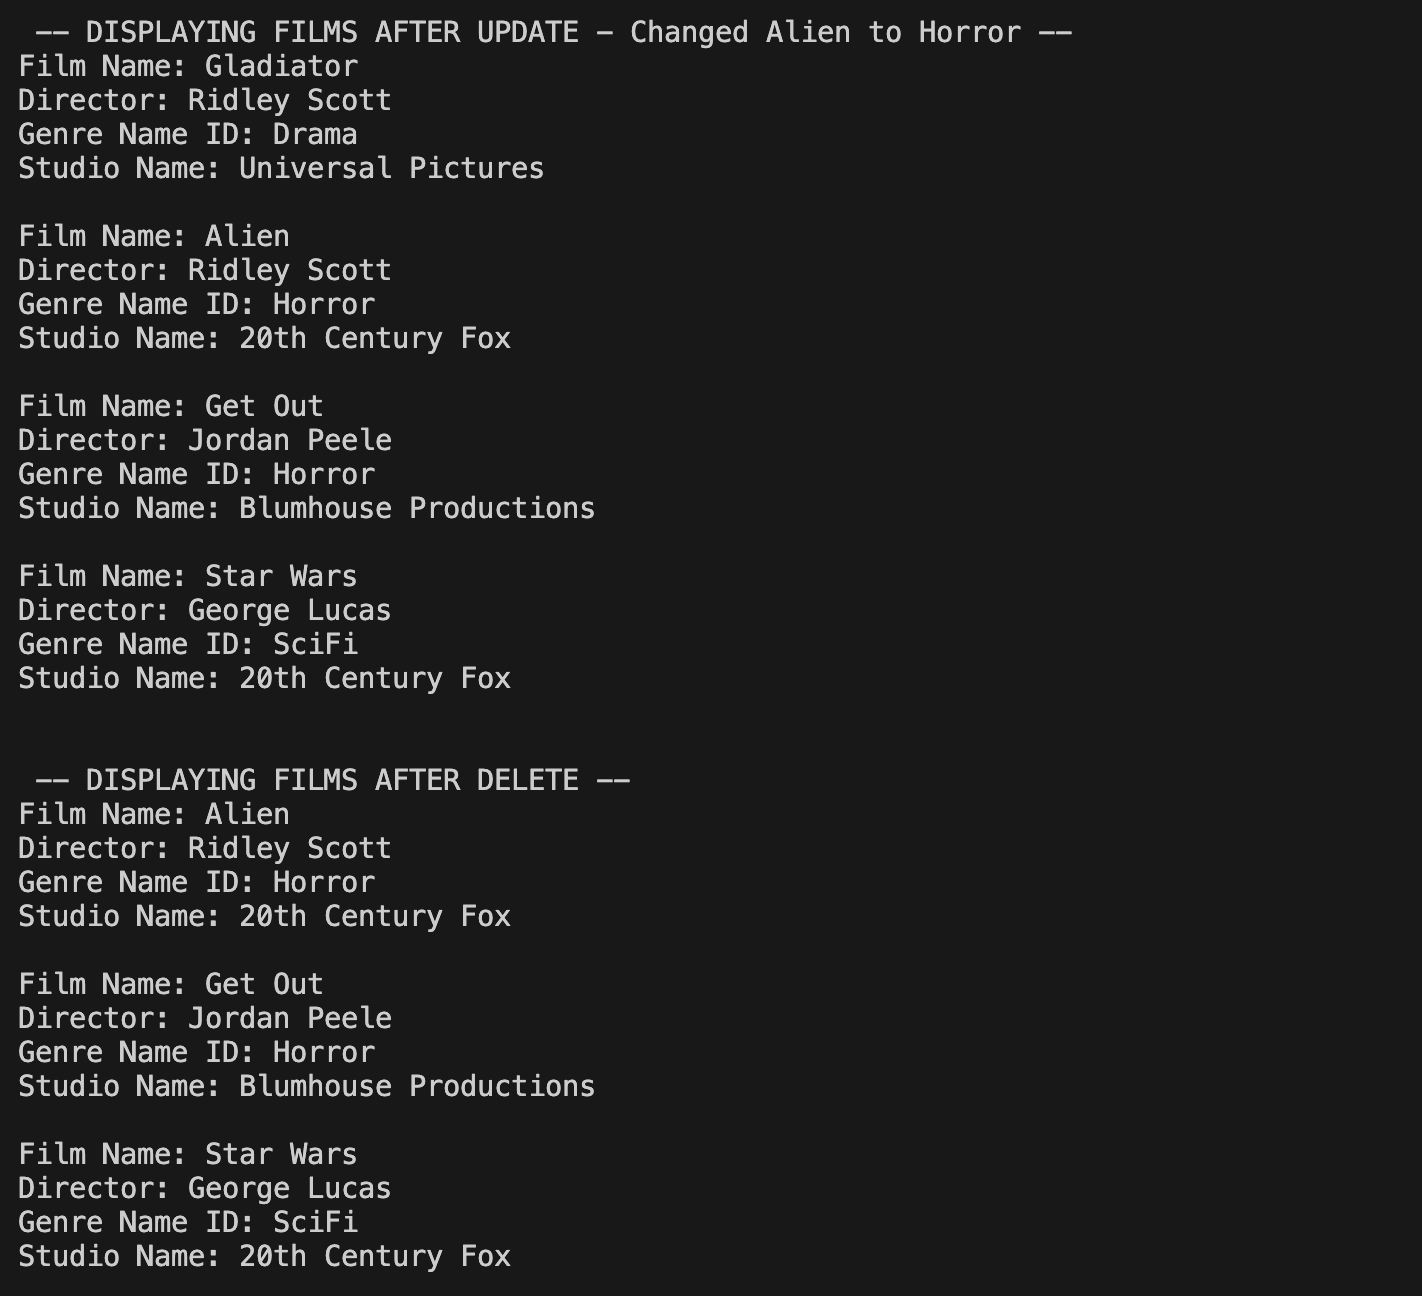 -- DISPLAYING FILMS AFTER UPDATE - Changed Alien to Horror --
Film Name: Gladiator
Director: Ridley Scott
Genre Name ID: Drama
Studio Name: Universal Pictures

Film Name: Alien
Director: Ridley Scott
Genre Name ID: Horror
Studio Name: 20th Century Fox

Film Name: Get Out
Director: Jordan Peele
Genre Name ID: Horror
Studio Name: Blumhouse Productions

Film Name: Star Wars
Director: George Lucas
Genre Name ID: SciFi
Studio Name: 20th Century Fox

-- DISPLAYING FILMS AFTER DELETE --
Film Name: Alien
Director: Ridley Scott
Genre Name ID: Horror
Studio Name: 20th Century Fox

Film Name: Get Out
Director: Jordan Peele
Genre Name ID: Horror
Studio Name: Blumhouse Productions

Film Name: Star Wars
Director: George Lucas
Genre Name ID: SciFi
Studio Name: 20th Century Fox